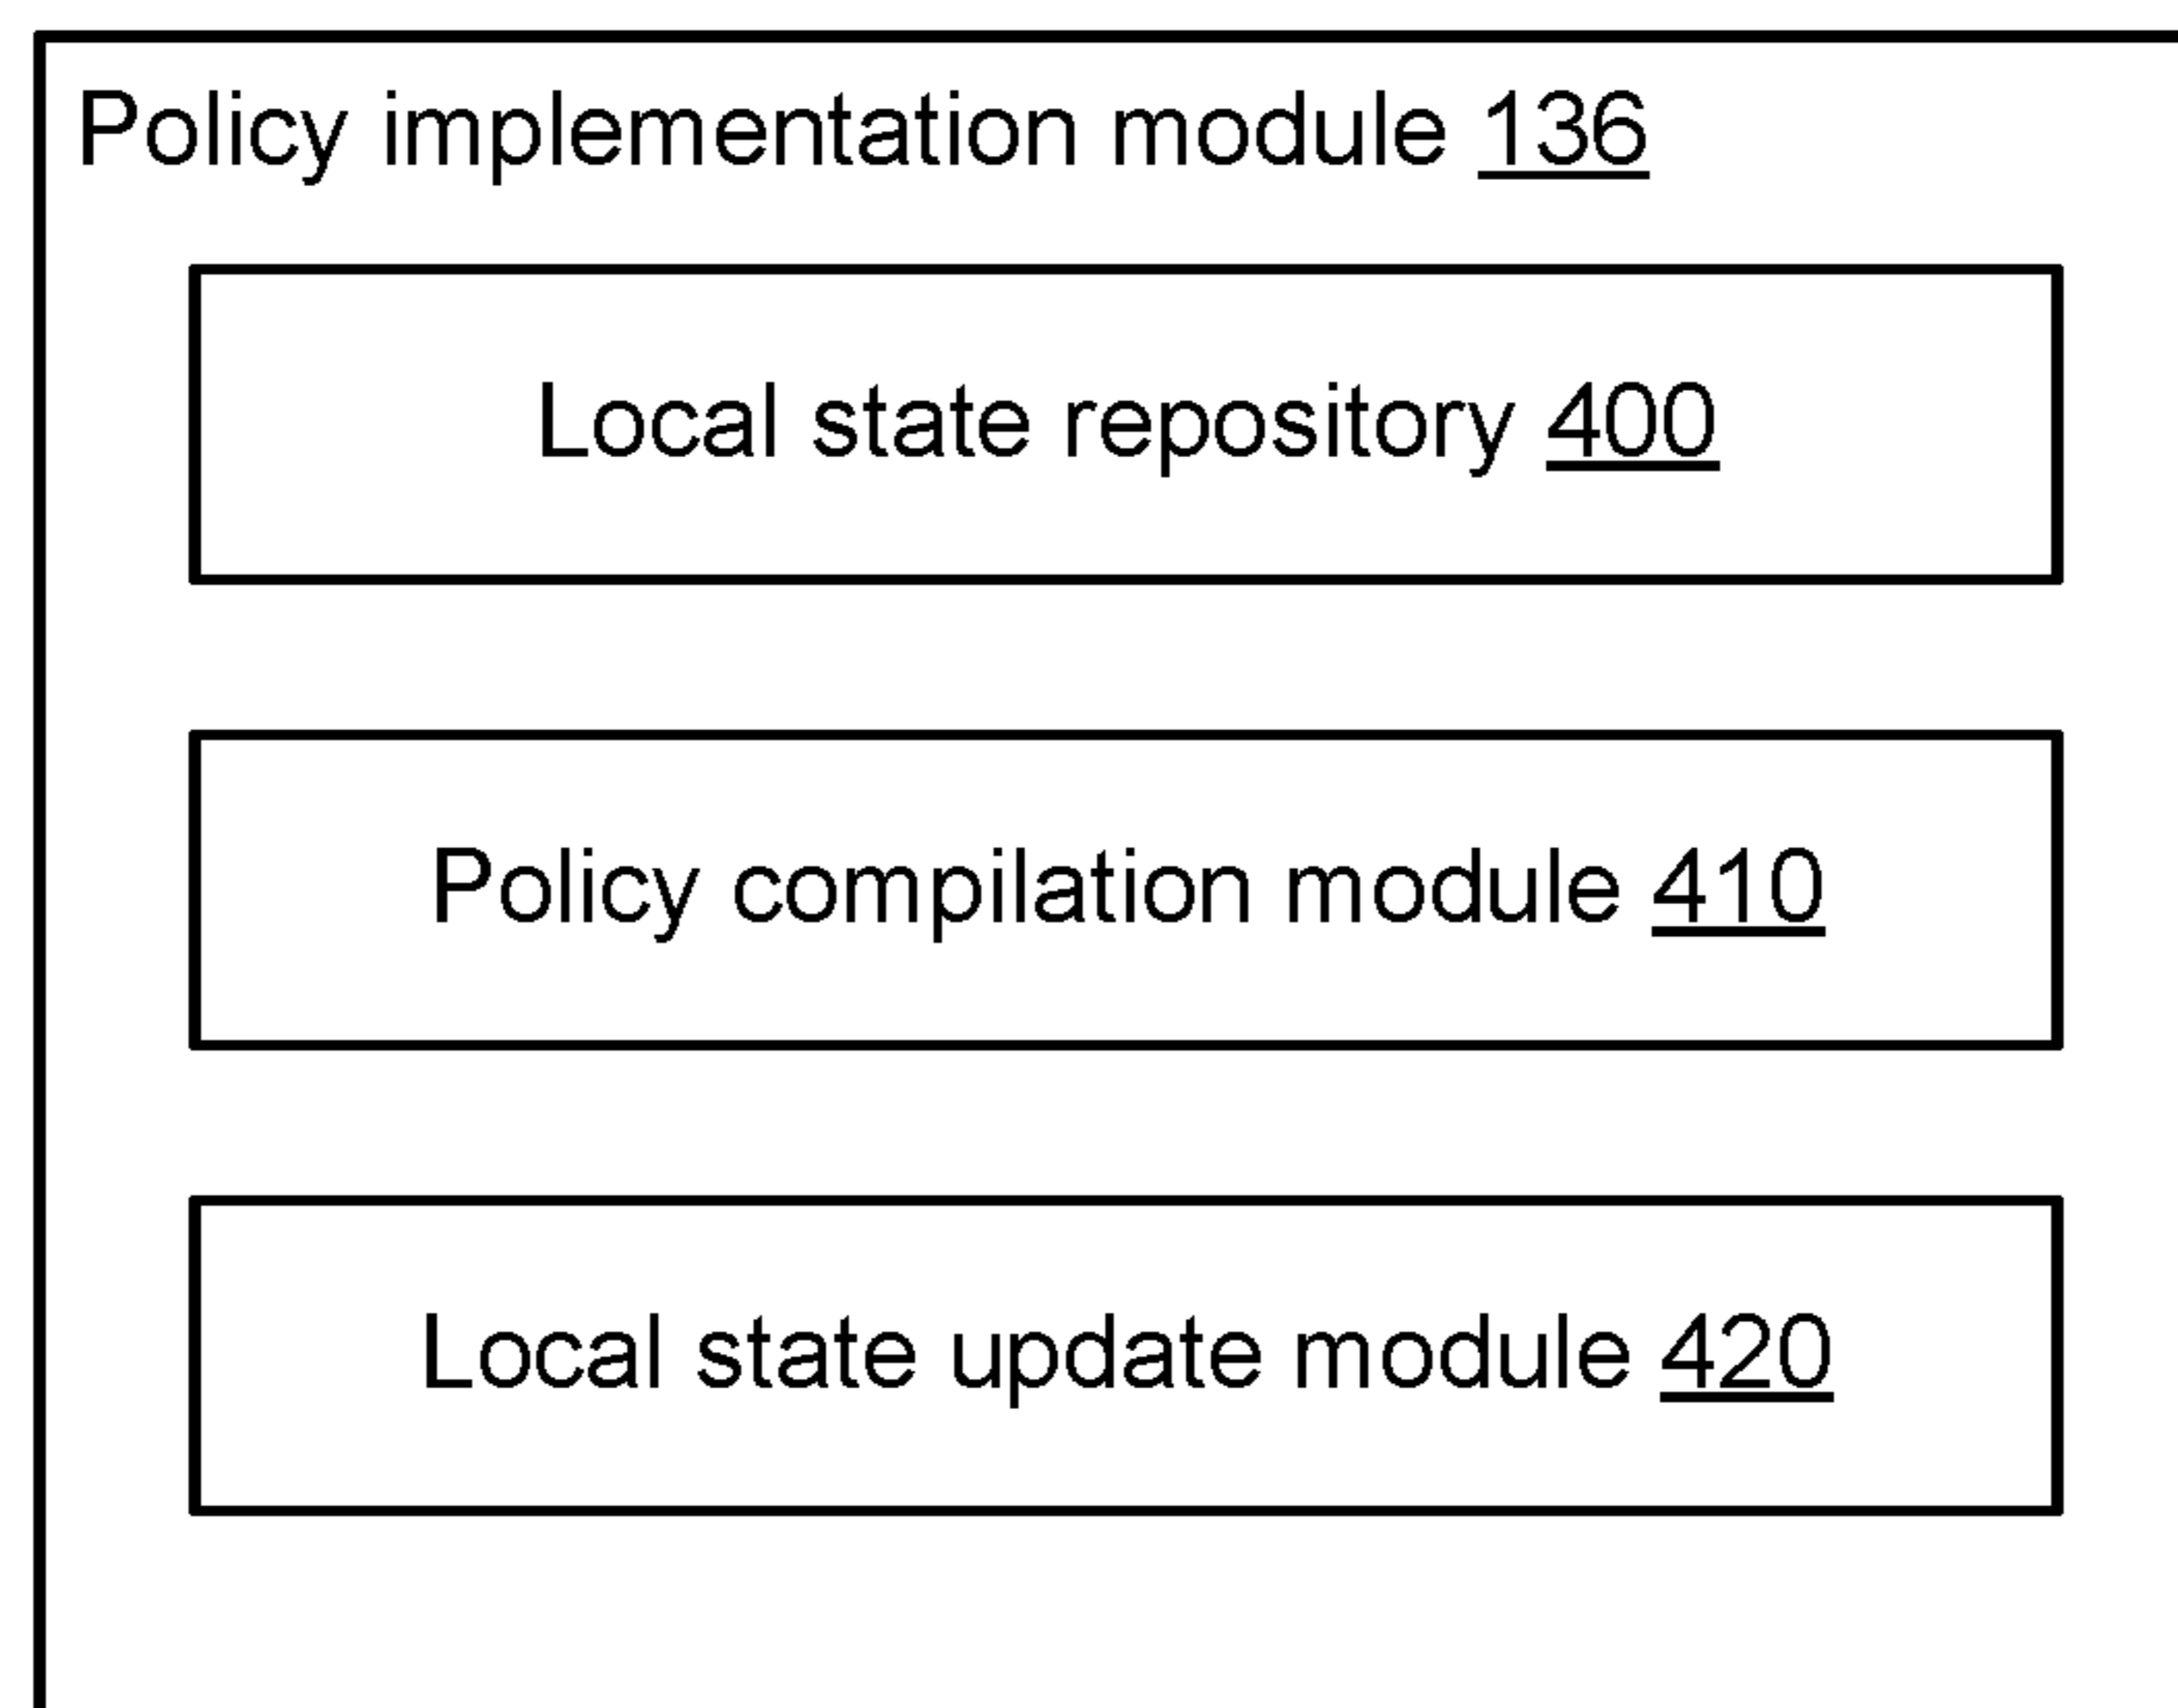 Policy implementation module 136
Local state repository 400
Policy compilation module 410
Local state update module 420